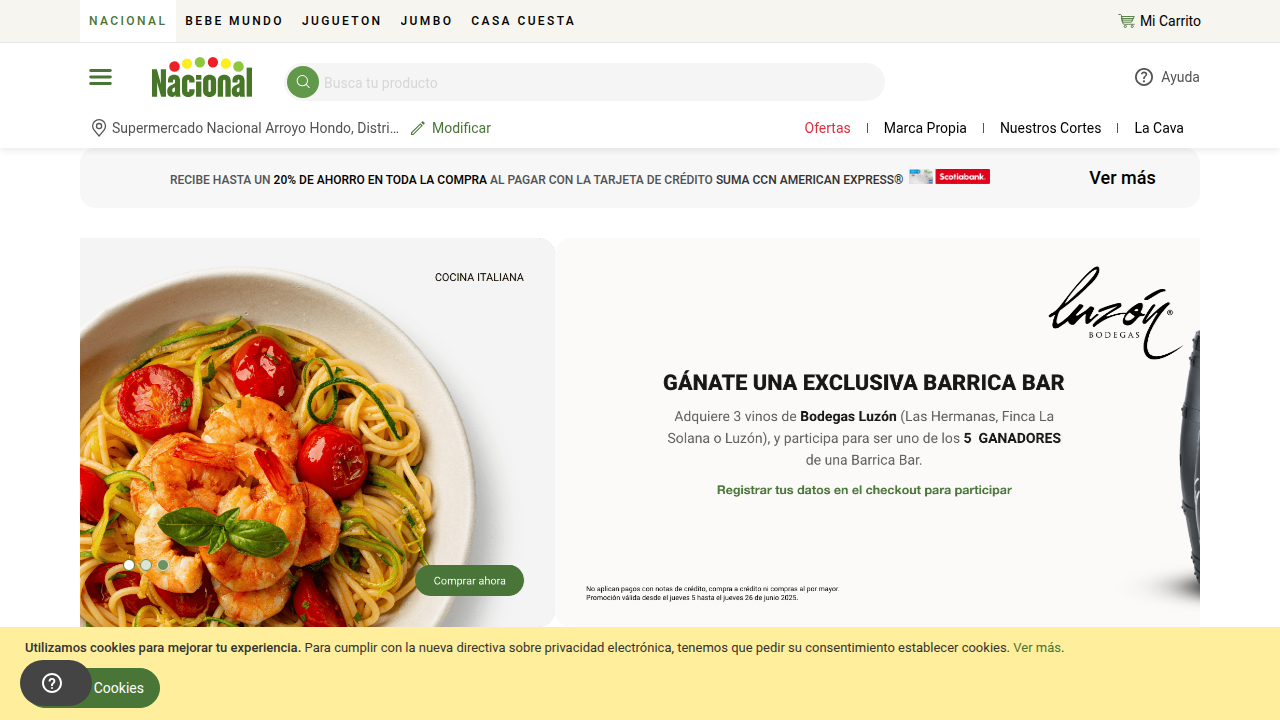 NACIONAL BEBE MUNDO JUGUETON JUMBO CASA CUESTA Mi Carrito
Nacional
Busca tu producto
Ayuda
Supermercado Nacional Arroyo Hondo, Distri... Modificar
Ofertas | Marca Propia | Nuestros Cortes | La Cava
RECIBE HASTA UN 20% DE AHORRO EN TODA LA COMPRA AL PAGAR CON LA TARJETA DE CRÉDITO SUMA CCN AMERICAN EXPRESS® Scotiabank. Ver más
COCINA ITALIANA
Comprar ahora
luzón®
BODEGAS
GÁNATE UNA EXCLUSIVA BARRICA BAR
Adquiere 3 vinos de Bodegas Luzón (Las Hermanas, Finca La
Solana o Luzón), y participa para ser uno de los 5 GANADORES
de una Barrica Bar.
Registrar tus datos en el checkout para participar
No aplican pagos con notas de crédito, compra a crédito ni compras al por mayor.
Promoción válida desde el jueves 5 hasta el jueves 26 de junio 2025.
Utilizamos cookies para mejorar tu experiencia. Para cumplir con la nueva directiva sobre privacidad electrónica, tenemos que pedir su consentimiento establecer cookies. Ver más.
Cookies